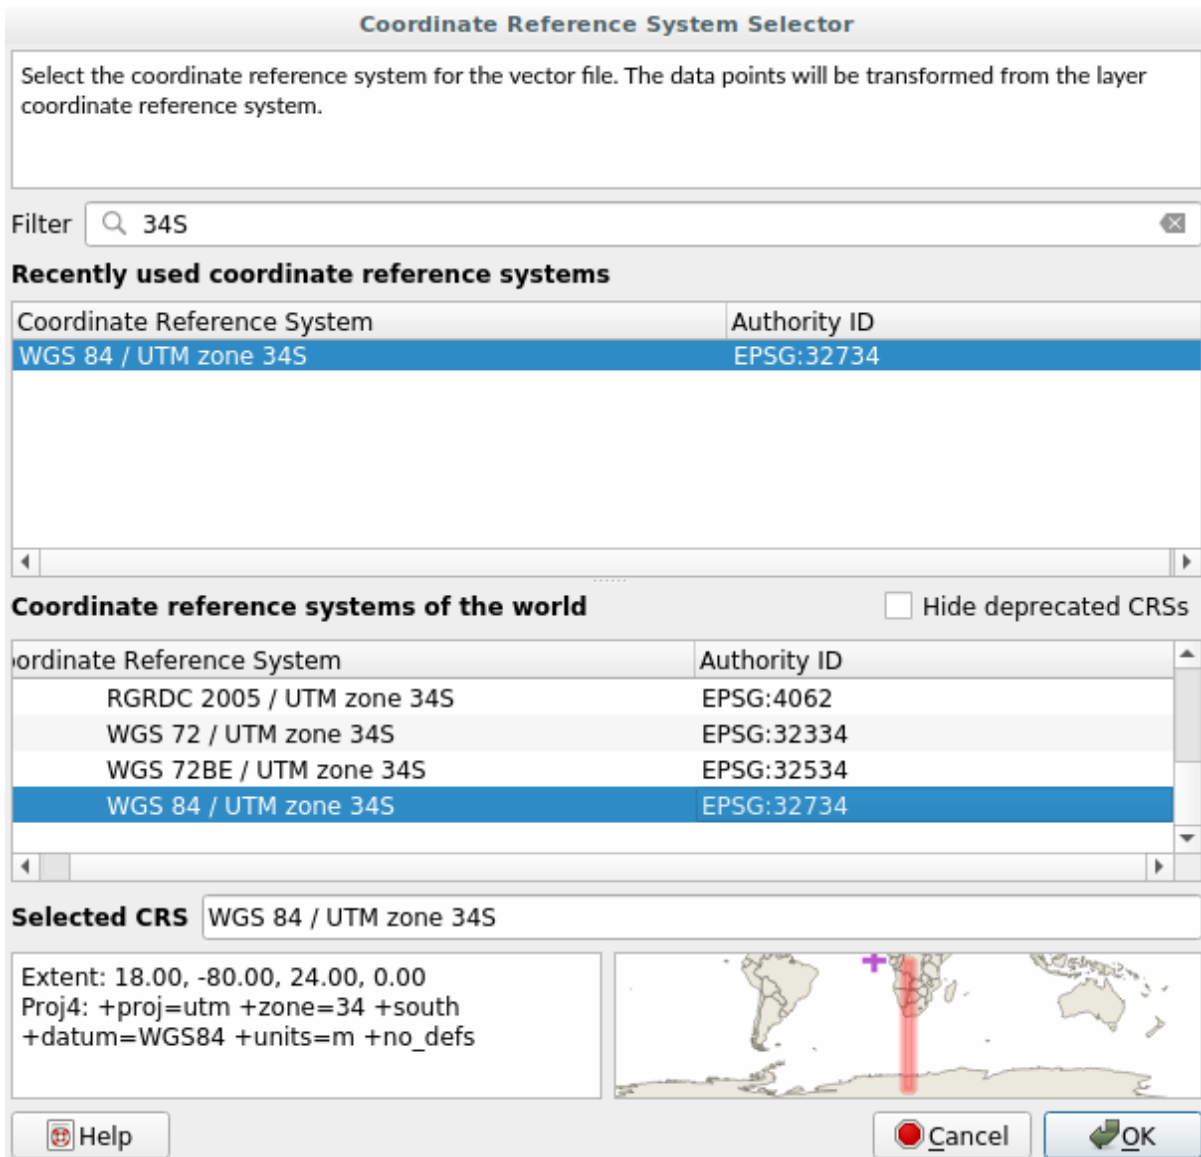 Coordinate Reference System Selector
Select the coordinate reference system for the vector file. The data points will be transformed from the layer
coordinate reference system.
Filter 34S
Recently used coordinate reference systems
Coordinate Reference System Authority ID
WGS 84 / UTM zone 34S EPSG:32734
Coordinate reference systems of the world Hide deprecated CRSs
ordinate Reference System Authority ID
RGRDC 2005 / UTM zone 34S EPSG:4062
WGS 72 / UTM zone 34S EPSG:32334
WGS 72BE / UTM zone 34S EPSG:32534
WGS 84 / UTM zone 34S EPSG:32734
Selected CRS WGS 84 / UTM zone 34S
Extent: 18.00, -80.00, 24.00, 0.00
Proj4: +proj=utm +zone=34 +south
+datum=WGS84 +units=m +no_defs
Help Cancel OK